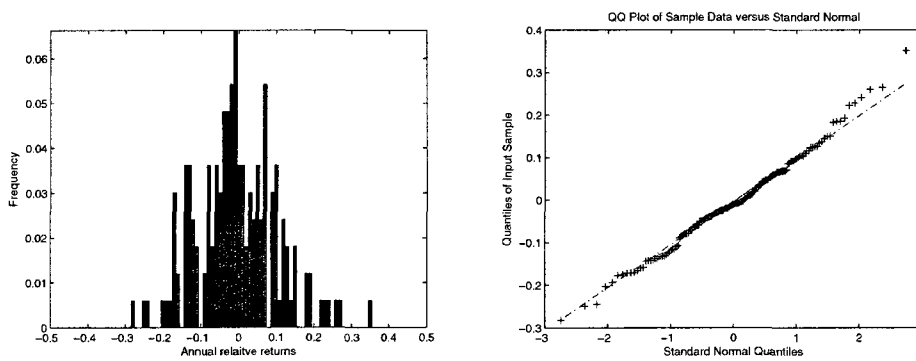 0.06
0.05
0.04
0.03
0.02
0.01
0
Frequency
-0.5 -0.4 -0.3 -0.2 -0.1 0 0.1 0.2 0.3 0.4 0.5
Annual relaitve returns
QQ Plot of Sample Data versus Standard Normal
0.4
0.3
0.2
0.1
0
-0.1
-0.2
-0.3
Quantiles of Input Sample
-3 -2 -1 0 1 2 3
Standard Normal Quantiles